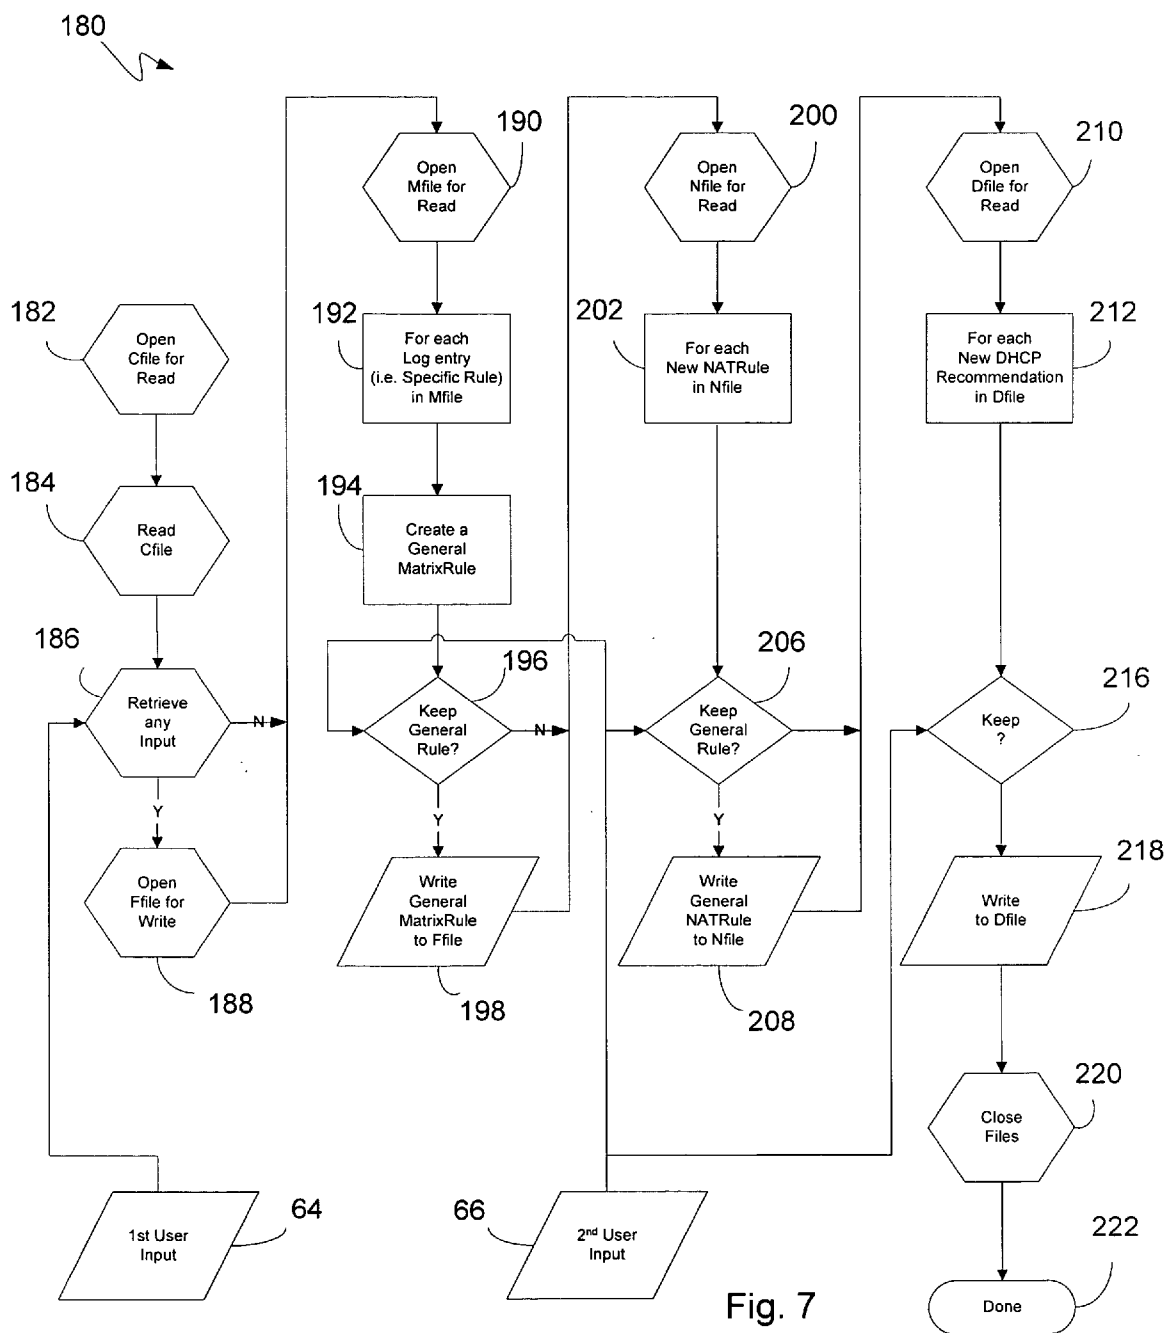 180
182
Open
Cfile for
Read
184
Read
Cfile
186
Retrieve
any
Input
N
Y
Open
Ffile for
Write
188
1st User
Input
64
190
Open
Mfile for
Read
192
For each
Log entry
(i.e. Specific Rule)
in Mfile
194
Create a
General
MatrixRule
196
Keep
General
Rule?
N
Y
Write
General
MatrixRule
to Ffile
198
66
2nd User
Input
200
Open
Nfile for
Read
202
For each
New NATRule
in Nfile
206
Keep
General
Rule?
Y
Write
General
NATRule
to Nfile
208
210
Open
Dfile for
Read
212
For each
New DHCP
Recommendation
in Dfile
216
Keep
?
218
Write
to Dfile
220
Close
Files
222
Done
Fig. 7